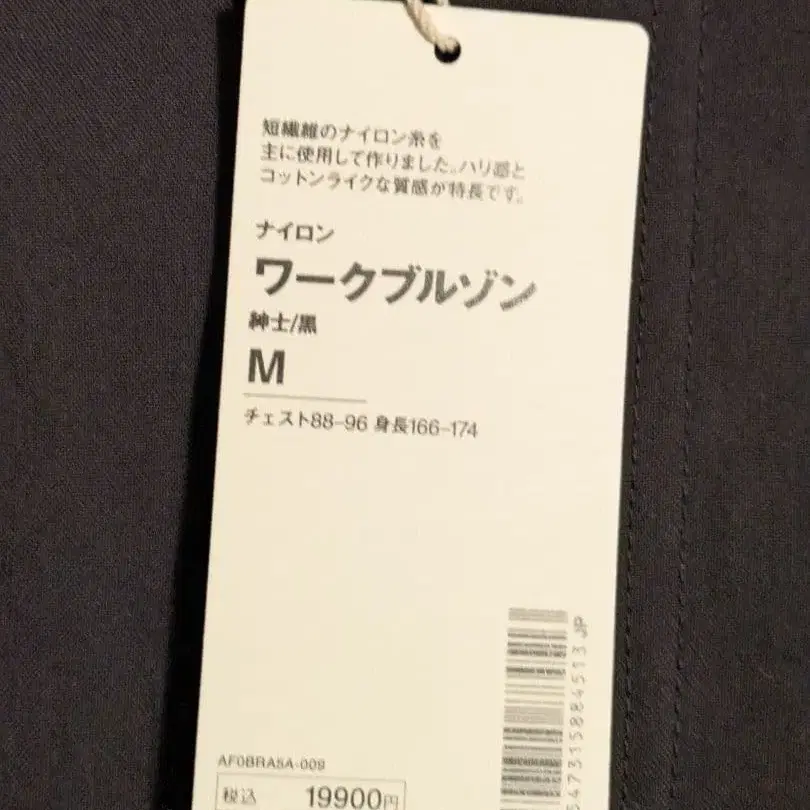 短繊維のナイロン糸を
主に使用して作りました。ハリ感と
コットンライクな質感が特長です。
ナイロン
ワークブルゾン
紳士/黒
M
チェスト88-96 身長166-174
547315884513 JP
AF0BRA5A-009
税込 19900円